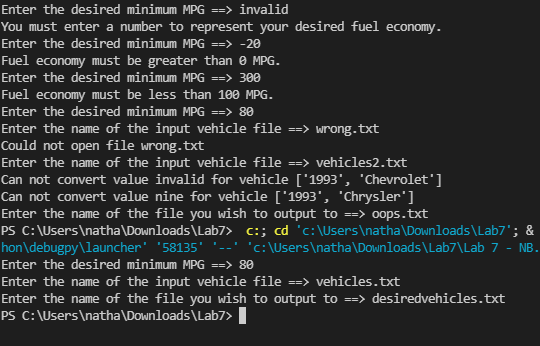 Enter the desired minimum MPG ==> invalid
You must enter a number to represent your desired fuel economy.
Enter the desired minimum MPG ==> -20
Fuel economy must be greater than 0 MPG.
Enter the desired minimum MPG ==> 300
Fuel economy must be less than 100 MPG.
Enter the desired minimum MPG ==> 80
Enter the name of the input vehicle file ==> wrong.txt
Could not open file wrong.txt
Enter the name of the input vehicle file ==> vehicles2.txt
Can not convert value invalid for vehicle ['1993', 'Chevrolet']
Can not convert value nine for vehicle ['1993', 'Chrysler']
Enter the name of the file you wish to output to ==> oops.txt
PS C:\Users\natha\Downloads\Lab7>  c:; cd 'c:\Users\natha\Downloads\Lab7'; &
hon\debugpy\launcher' '58135' '--' 'c:\Users\natha\Downloads\Lab7\Lab 7 - NB.
Enter the desired minimum MPG ==> 80
Enter the name of the input vehicle file ==> vehicles.txt
Enter the name of the file you wish to output to ==> desiredvehicles.txt
PS C:\Users\natha\Downloads\Lab7>